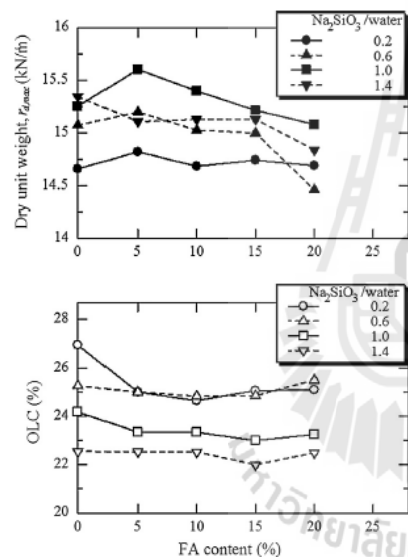 Na₂SiO₃/water
0.2
0.6
1.0
1.4
Dry unit weight, r_d,max (kN/m)
16
15.5
15
14.5
14
0 5 10 15 20 25
Na₂SiO₃/water
0.2
0.6
1.0
1.4
OLC (%)
28
26
24
22
20
0 5 10 15 20 25
FA content (%)